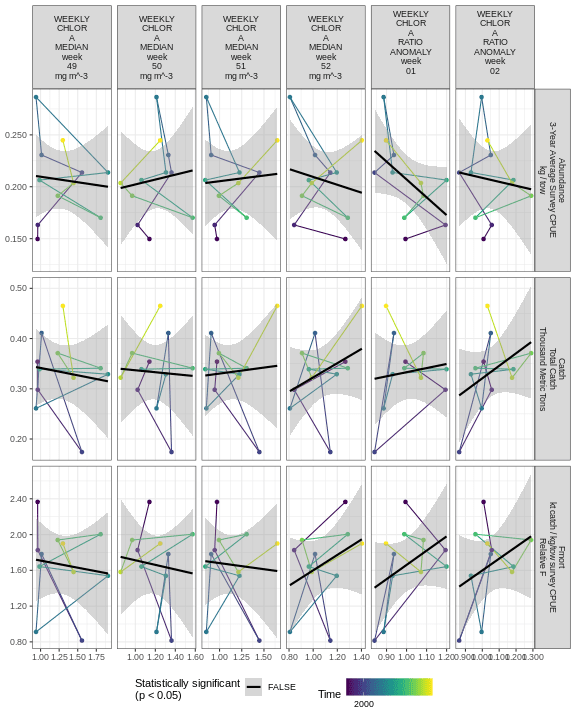 WEEKLY
CHLOR
A
MEDIAN
week
49
mg m^-3
WEEKLY
CHLOR
A
MEDIAN
week
50
mg m^-3
WEEKLY
CHLOR
A
MEDIAN
week
51
mg m^-3
WEEKLY
CHLOR
A
MEDIAN
week
52
mg m^-3
WEEKLY
CHLOR
A
RATIO
ANOMALY
week
01
WEEKLY
CHLOR
A
RATIO
ANOMALY
week
02
0.250
0.200
0.150
Abundance
3-Year Average Survey CPUE
kg / tow
0.50
0.40
0.30
0.20
Catch
Total Catch
Thousand Metric Tons
2.40
2.00
1.60
1.20
0.80
Fmort
kt catch / kg/tow survey CPUE
Relative F
1.00 1.25 1.50 1.75
1.00 1.20 1.40 1.60
1.00 1.25 1.50
0.80 1.00 1.20 1.40
0.90 1.00 1.10 1.20
0.900 1.000 1.100 1.200 1.300
Statistically significant
(p < 0.05)
FALSE
Time
2000